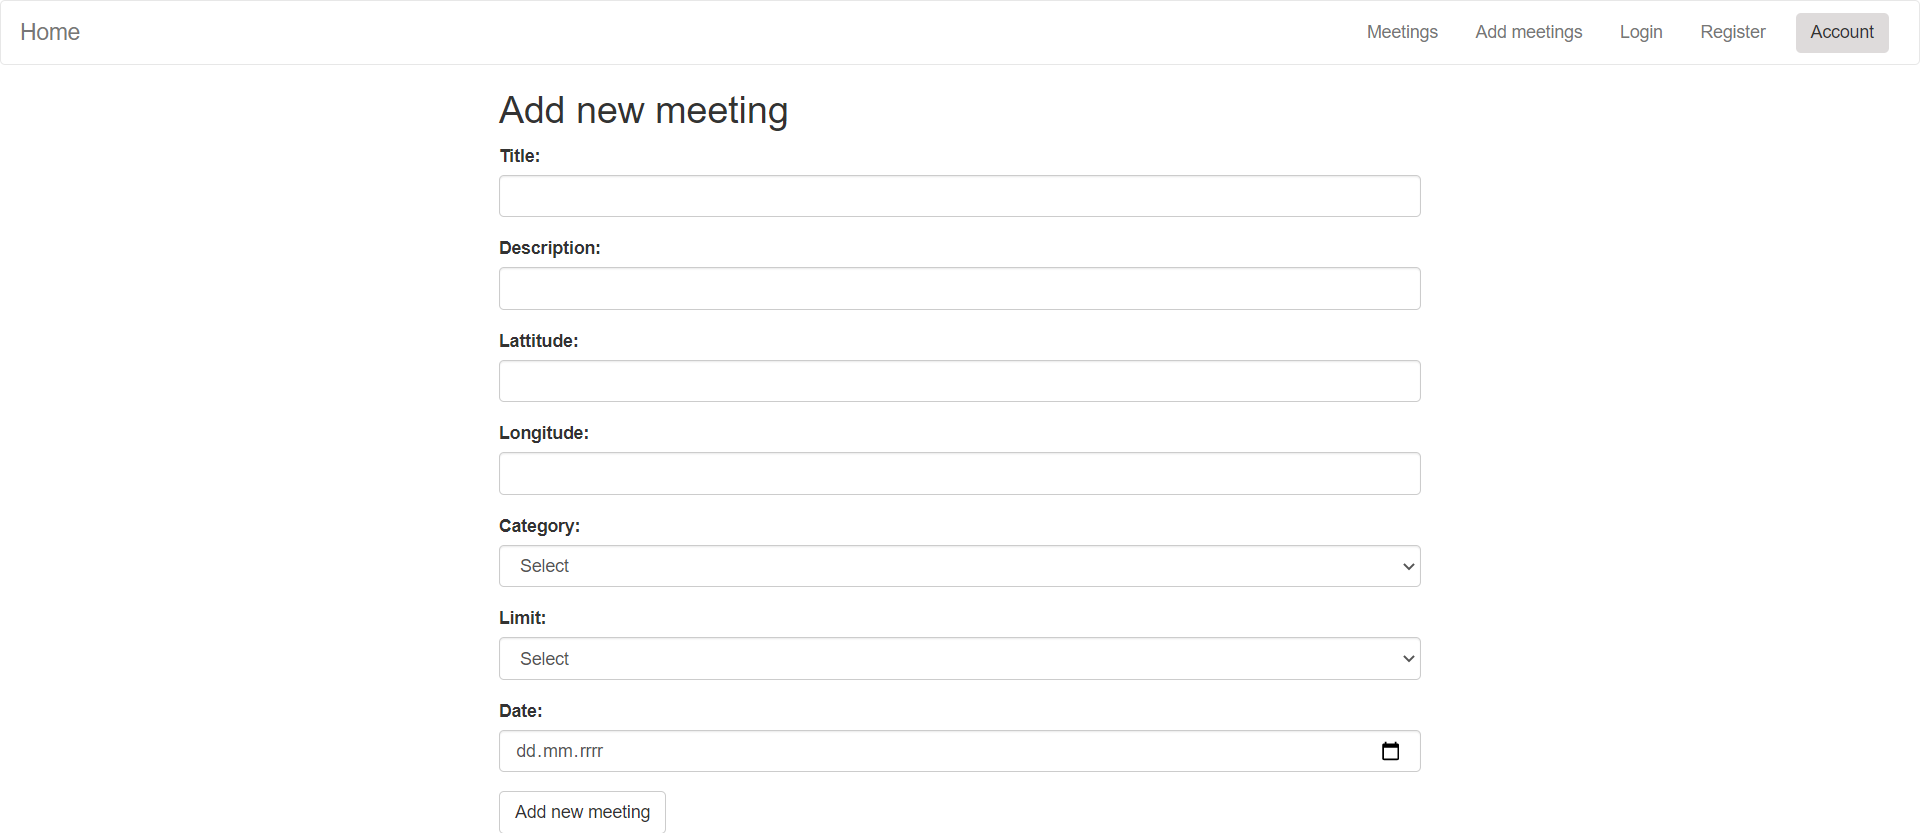 Home Meetings Add meetings Login Register Account
Add new meeting
Title:
Description:
Lattitude:
Longitude:
Category:
Select
Limit:
Select
Date:
dd.mm.rrrr
Add new meeting